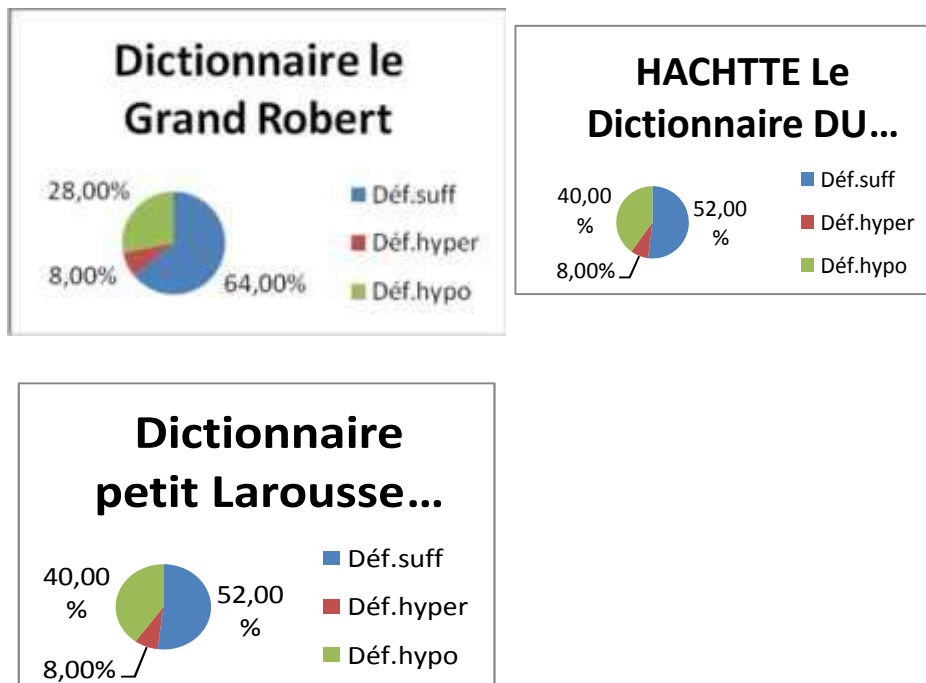 Dictionnaire le
Grand Robert
28,00%
8,00%
64,00%
Déf.suff
Déf.hyper
Déf.hypo
HACHTTE Le
Dictionnaire DU…
40,00
%
52,00
%
8,00%
Déf.suff
Déf.hyper
Déf.hypo
Dictionnaire
petit Larousse…
40,00
%
52,00
%
8,00%
Déf.suff
Déf.hyper
Déf.hypo